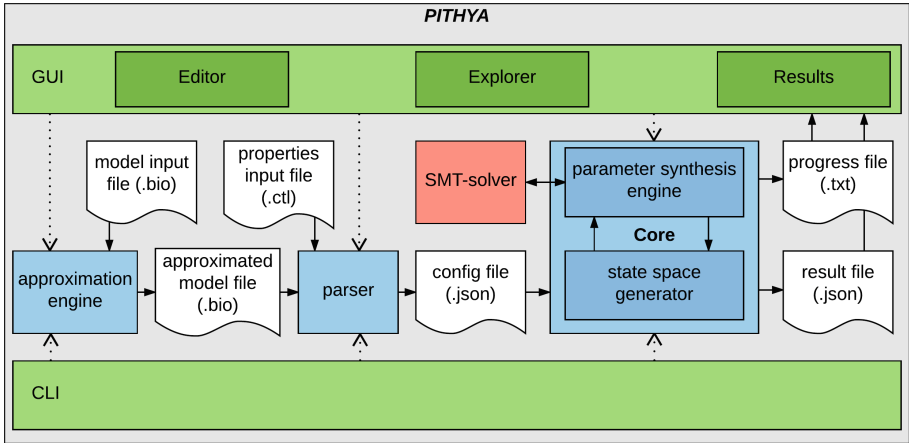 PITHYA
GUI
Editor
Explorer
Results
model input
file (.bio)
properties
input file
(.ctl)
SMT-solver
parameter synthesis
engine
progress file
(.txt)
Core
approximation
engine
approximated
model file
(.bio)
parser
config file
(.json)
state space
generator
result file
(.json)
CLI